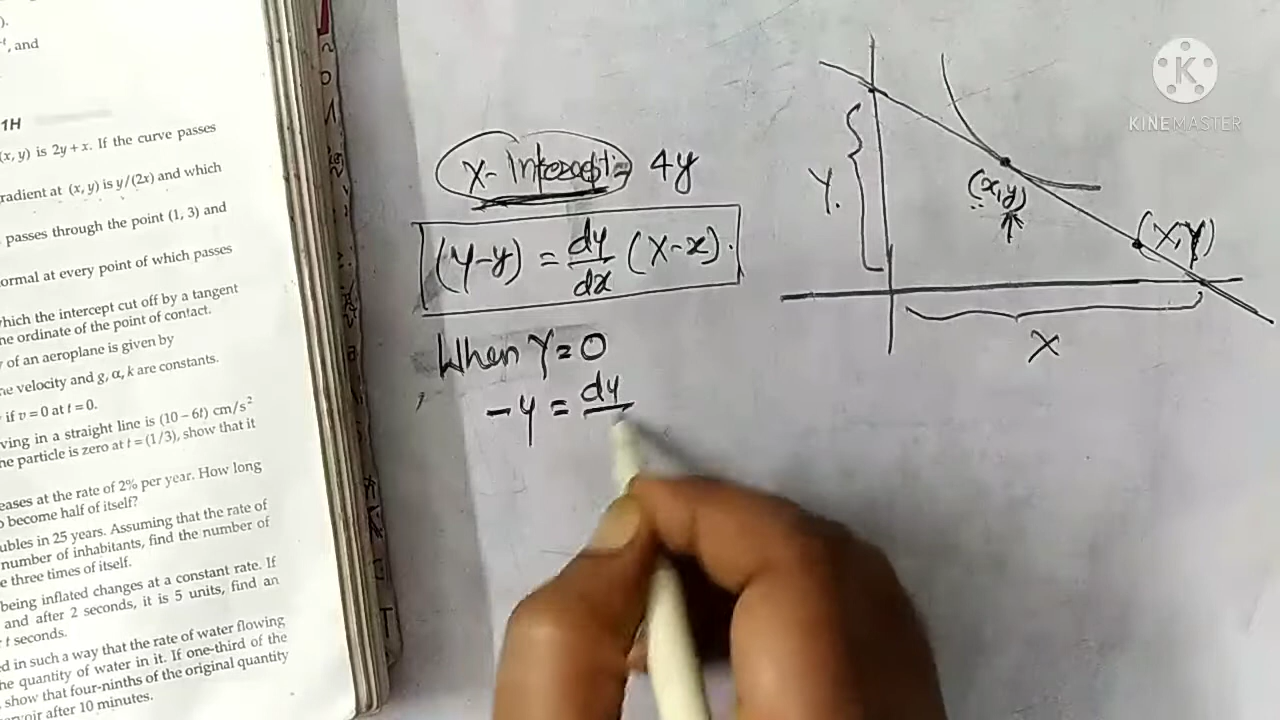 ).
, and
1H
(x, y) is 2y + x. If the curve passes
radient at (x, y) is y/(2x) and which
passes through the point (1, 3) and
ormal at every point of which passes
hich the intercept cut off by a tangent
ne ordinate of the point of contact.
of an aeroplane is given by
ne velocity and g, α, k are constants.
if v = 0 at t = 0.
ving in a straight line is (10 – 6t) cm/s²
ne particle is zero at t = (1/3), show that it
eases at the rate of 2% per year. How long
o become half of itself?
ubles in 25 years. Assuming that the rate of
number of inhabitants, find the number of
e three times of itself.
being inflated changes at a constant rate. If
and after 2 seconds, it is 5 units, find an
t seconds.
d in such a way that the rate of water flowing
he quantity of water in it. If one-third of the
show that four-ninths of the original quantity
rvoir after 10 minutes.
x- Intercept = 4y
(Y-y) = dy/dx (X-x).
When Y=0
-y = dy
Y.
(x,y)
(X,Y)
X
K
KINEMASTER